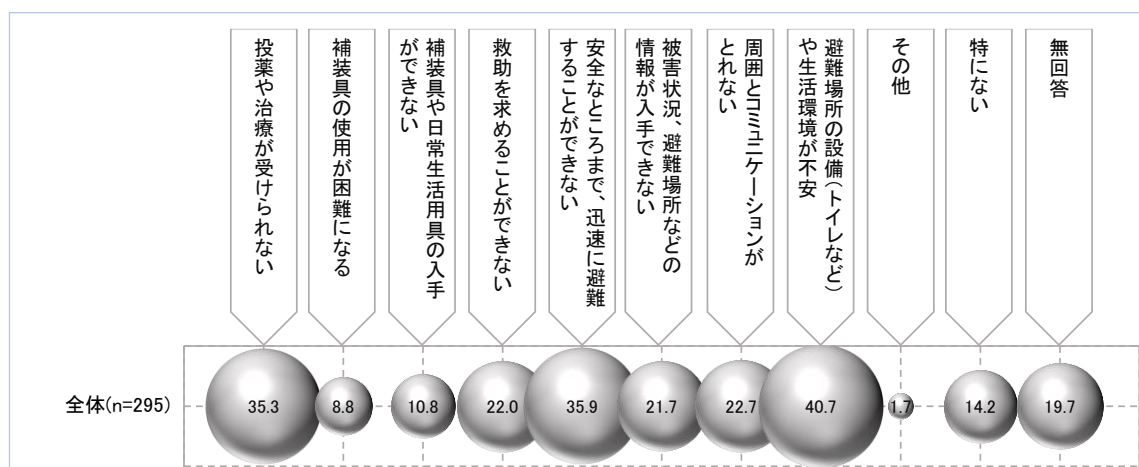 投薬や治療が受けられない
補装具の使用が困難になる
補装具や日常生活用具の入手
ができない
救助を求めることができない
安全なところまで、迅速に避難
することができない
被害状況、避難場所などの
情報が入手できない
周囲とコミュニケーションが
とれない
避難場所の設備(トイレなど)
や生活環境が不安
その他
特にない
無回答
全体(n=295)
35.3
8.8
10.8
22.0
35.9
21.7
22.7
40.7
1.7
14.2
19.7